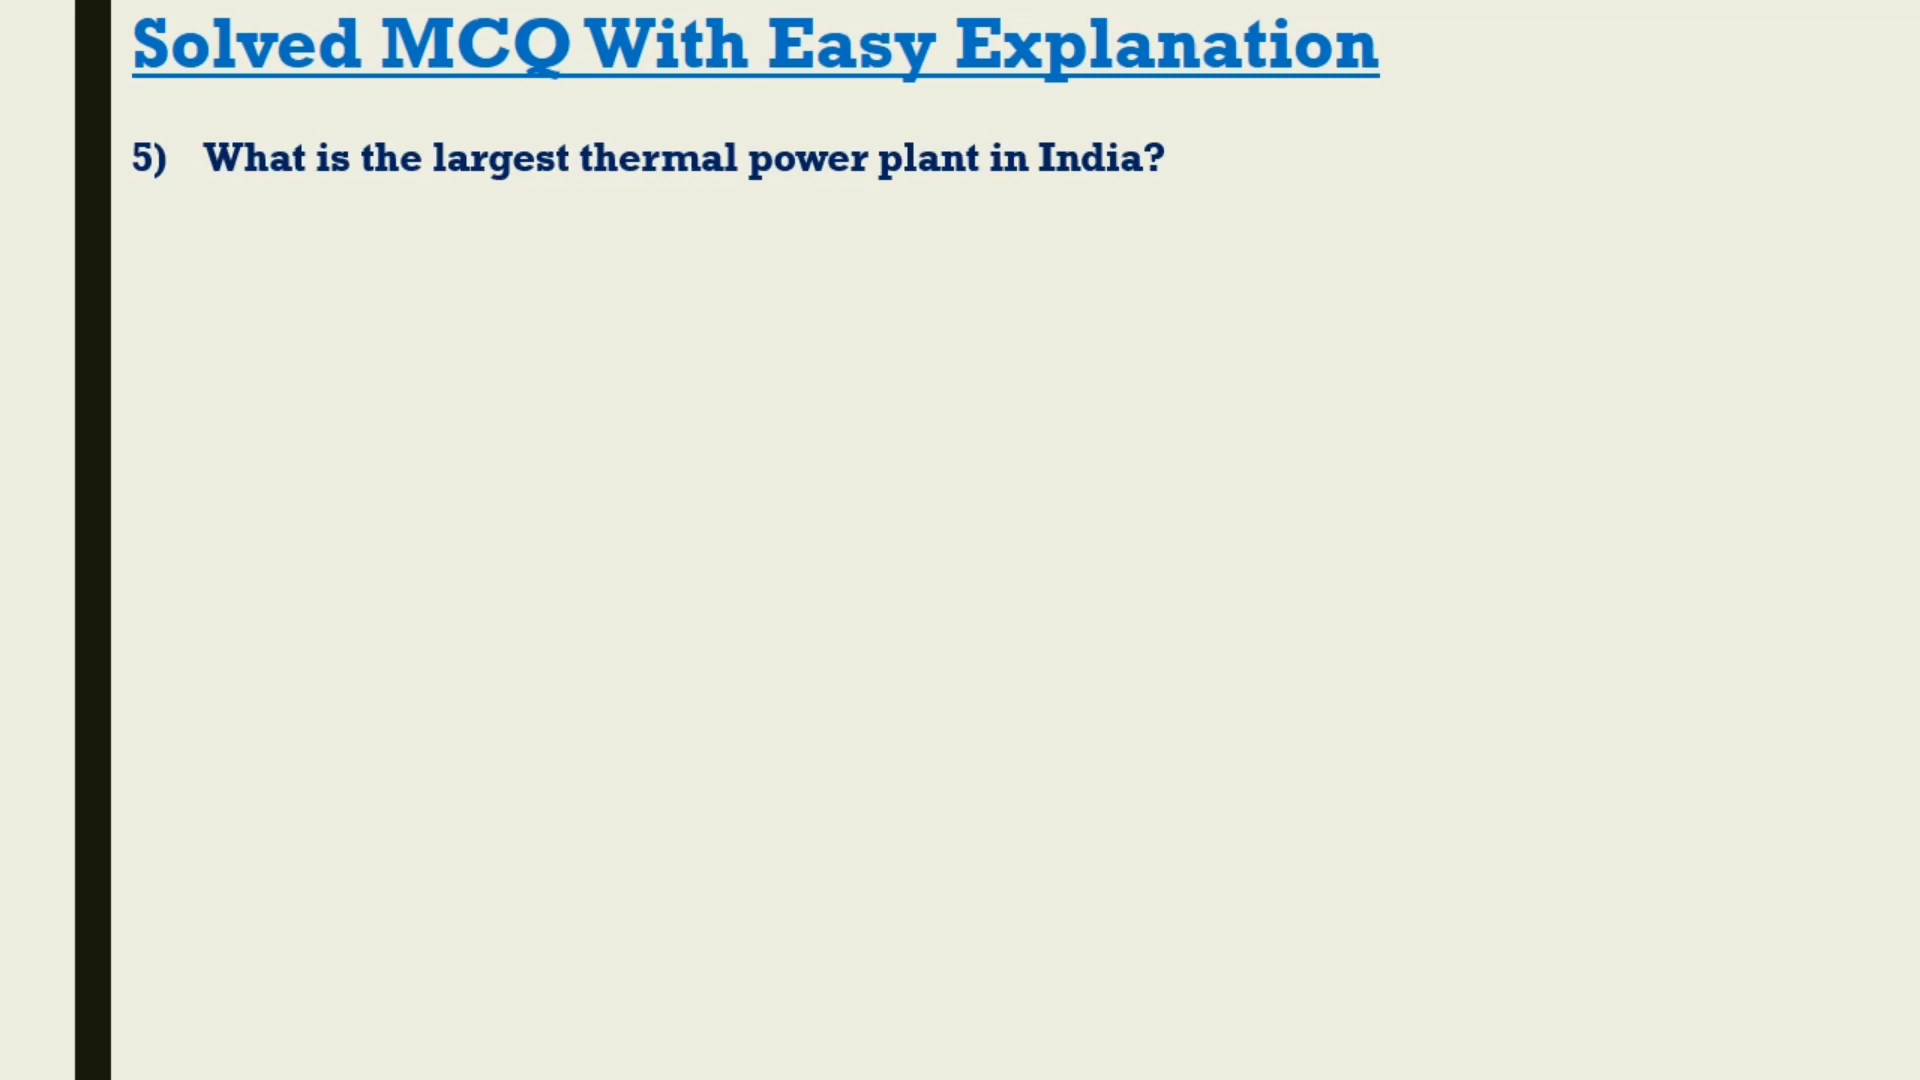 Solved MCQ With Easy Explanation
5) What is the largest thermal power plant in India?